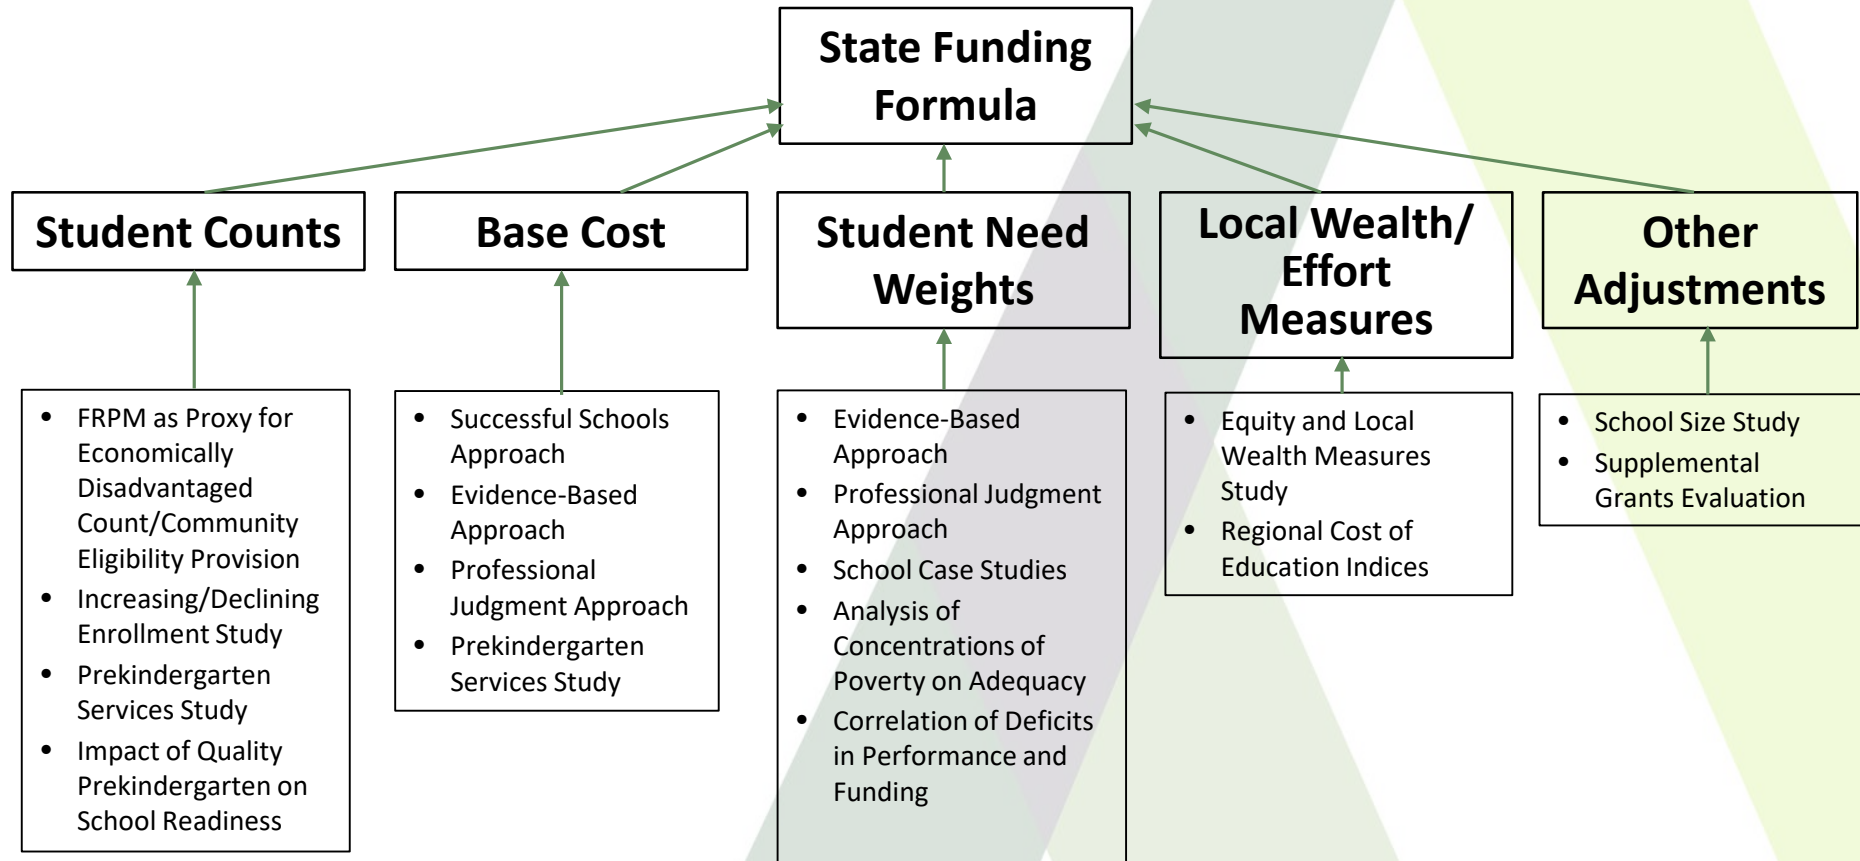 State Funding
Formula
Student Counts
Base Cost
Student Need
Weights
Local Wealth/
Effort
Measures
Other
Adjustments
• FRPM as Proxy for
Economically
Disadvantaged
Count/Community
Eligibility Provision
• Increasing/Declining
Enrollment Study
• Prekindergarten
Services Study
• Impact of Quality
Prekindergarten on
School Readiness
• Successful Schools
Approach
• Evidence-Based
Approach
• Professional
Judgment Approach
• Prekindergarten
Services Study
• Evidence-Based
Approach
• Professional Judgment
Approach
• School Case Studies
• Analysis of
Concentrations of
Poverty on Adequacy
• Correlation of Deficits
in Performance and
Funding
• Equity and Local
Wealth Measures
Study
• Regional Cost of
Education Indices
• School Size Study
• Supplemental
Grants Evaluation